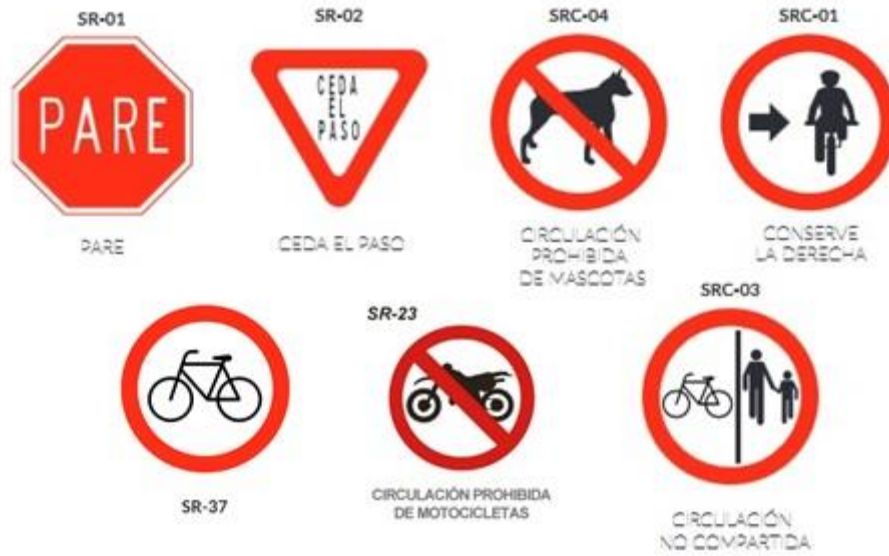 SR-01
SR-02
SRC-04
SRC-01
PARE
CEDA
EL
PASO
PARE
CEDA EL PASO
CIRCULACIÓN
PROHIBIDA
DE MASCOTAS
CONSERVE
LA DERECHA
SR-23
SRC-03
SR-37
CIRCULACIÓN PROHIBIDA
DE MOTOCICLETAS
CIRCULACIÓN
NO COMPARTIDA